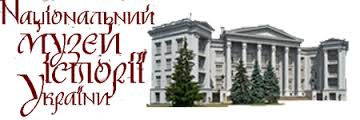 Національний
музей
історії
України